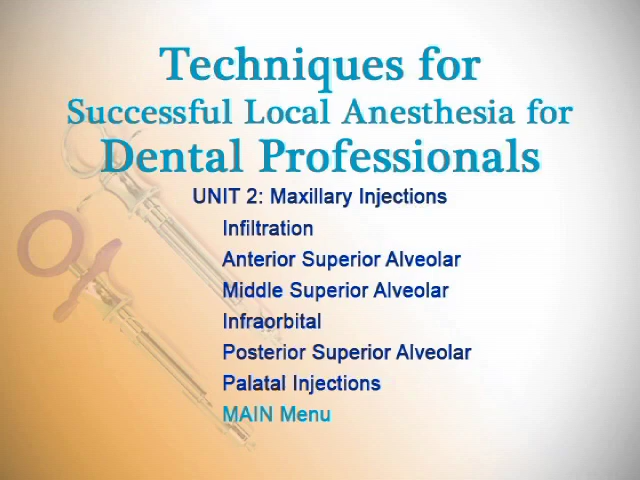 Techniques for
Successful Local Anesthesia for
Dental Professionals
UNIT 2: Maxillary Injections
Infiltration
Anterior Superior Alveolar
Middle Superior Alveolar
Infraorbital
Posterior Superior Alveolar
Palatal Injections
MAIN Menu